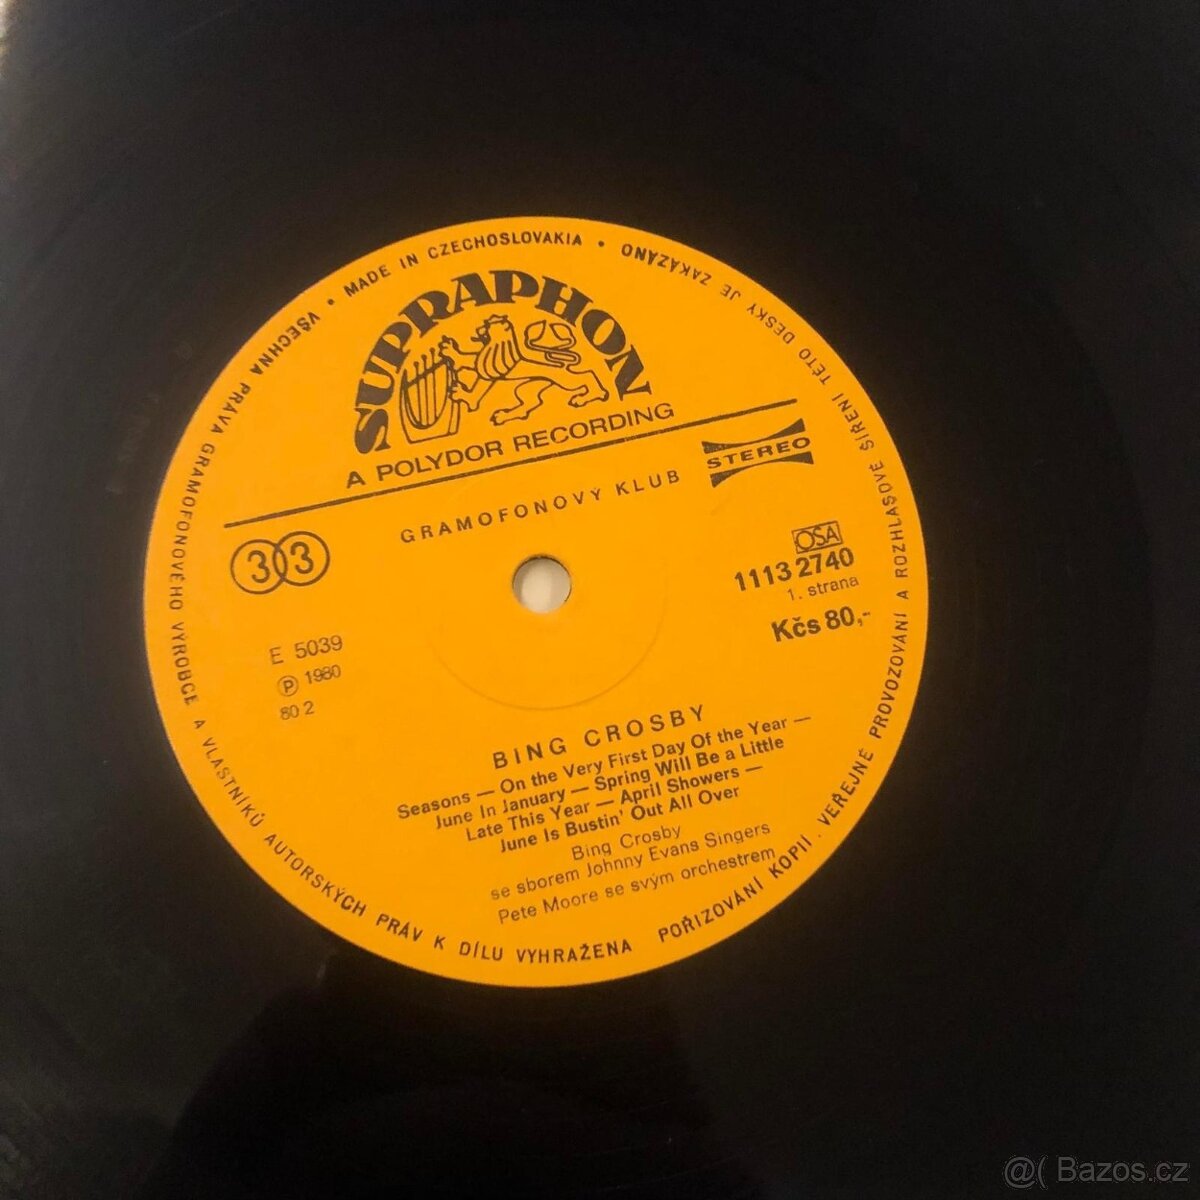 VŠECHNA PRÁVA GRAMOFONOVÉHO VÝROBCE A VLASTNÍKŮ AUTORSKÝCH PRÁV K DÍLU VYHRAŽENA
POŘIZOVÁNÍ KOPIÍ, VEŘEJNÉ PROVOZOVÁNÍ A ROZHLASOVÉ ŠÍŘENÍ TÉTO DESKY JE ZAKÁZÁNO
• MADE IN CZECHOSLOVAKIA •
SUPRAPHON
A POLYDOR RECORDING
STEREO
GRAMOFONOVÝ KLUB
33
OSA
1113 2740
1. strana
Kčs 80,-
E 5039
Ⓟ 1980
80 2
BING CROSBY
Seasons — On the Very First Day Of the Year —
June In January — Spring Will Be a Little
Late This Year — April Showers —
June Is Bustin' Out All Over
Bing Crosby
se sborem Johnny Evans Singers
Pete Moore se svým orchestrem
@( Bazos.cz